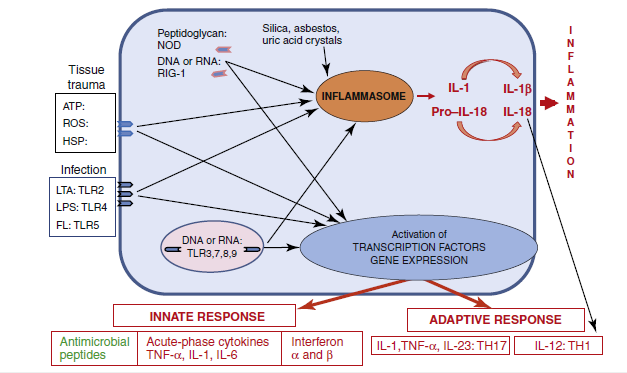 Peptidoglycan:
NOD
DNA or RNA:
RIG-1
Silica, asbestos,
uric acid crystals
Tissue
trauma
ATP:
ROS:
HSP:
Infection
LTA: TLR2
LPS: TLR4
FL: TLR5
INFLAMMASOME
IL-1
IL-1β
Pro–IL-18
IL-18
INFLAMMATION
DNA or RNA:
TLR3,7,8,9
Activation of
TRANSCRIPTION FACTORS
GENE EXPRESSION
INNATE RESPONSE
Antimicrobial
peptides
Acute-phase cytokines
TNF-α, IL-1, IL-6
Interferon
α and β
ADAPTIVE RESPONSE
IL-1,TNF-α, IL-23: TH17
IL-12: TH1